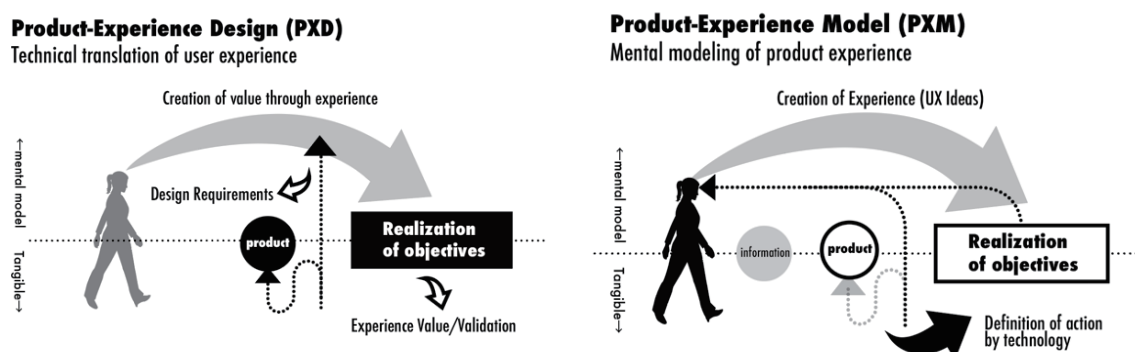 Product-Experience Design (PXD)
Technical translation of user experience
Creation of value through experience
←mental model
Tangible→
Design Requirements
product
Realization
of objectives
Experience Value/Validation
Product-Experience Model (PXM)
Mental modeling of product experience
Creation of Experience (UX Ideas)
←mental model
Tangible→
information
product
Realization
of objectives
Definition of action
by technology